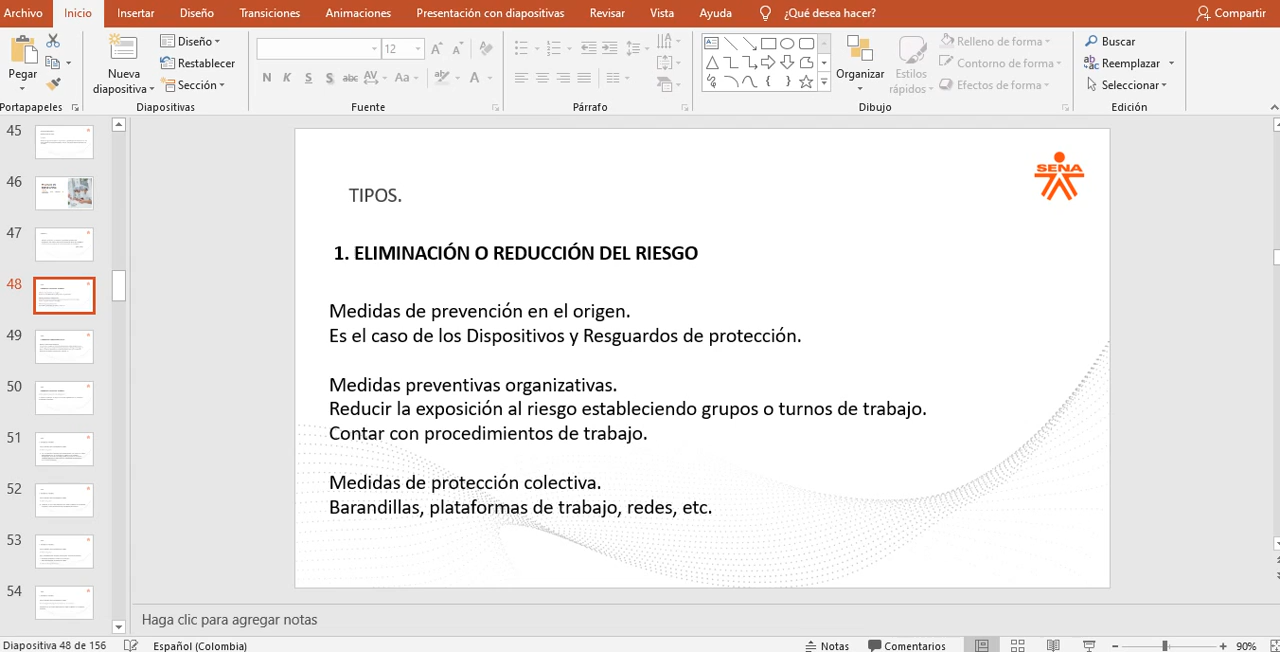 Archivo Inicio Insertar Diseño Transiciones Animaciones Presentación con diapositivas Revisar Vista Ayuda ¿Qué desea hacer? Compartir
Pegar
Nueva diapositiva
Diseño
Restablecer
Sección
12
N K S S abc AV Aa A
Organizar
Estilos rápidos
Relleno de forma
Contorno de forma
Efectos de forma
Buscar
Reemplazar
Seleccionar
Portapapeles Diapositivas Fuente Párrafo Dibujo Edición
45
46
47
48
49
50
51
52
53
54
SENA
TIPOS.
1. ELIMINACIÓN O REDUCCIÓN DEL RIESGO
Medidas de prevención en el origen.
Es el caso de los Dispositivos y Resguardos de protección.
Medidas preventivas organizativas.
Reducir la exposición al riesgo estableciendo grupos o turnos de trabajo.
Contar con procedimientos de trabajo.
Medidas de protección colectiva.
Barandillas, plataformas de trabajo, redes, etc.
Haga clic para agregar notas
Diapositiva 48 de 156 Español (Colombia) Notas Comentarios 90%